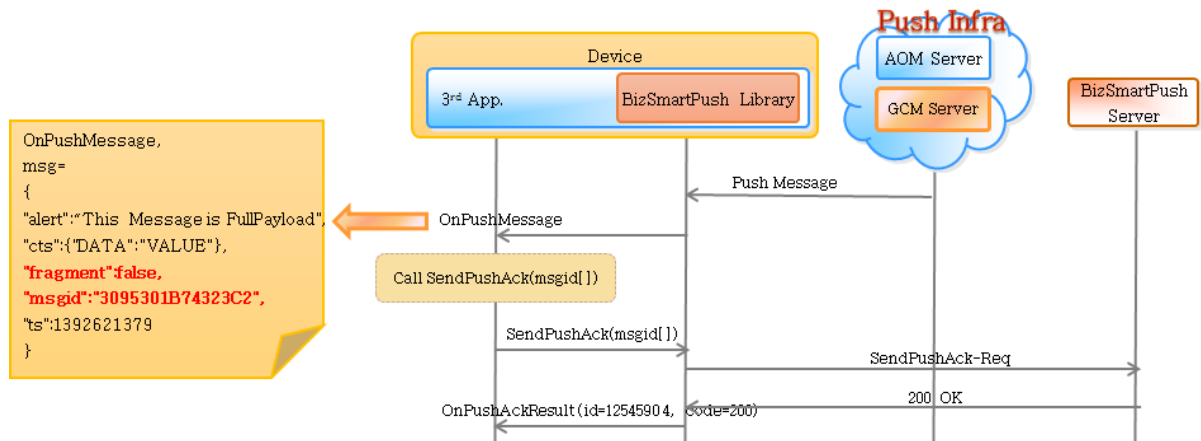 Push Infra
Device
AOM Server
3rd App.
BizSmartPush Library
GCM Server
BizSmartPush
Server
OnPushMessage,
msg=
{
"alert":"This Message is FullPayload",
"cts":{"DATA":"VALUE"},
"fragment":false,
"msgid":"3095301B74323C2",
"ts":1392621379
}
Push Message
OnPushMessage
Call SendPushAck(msgid[])
SendPushAck(msgid[])
SendPushAck-Req
200 OK
OnPushAckResult(id=12545904, code=200)